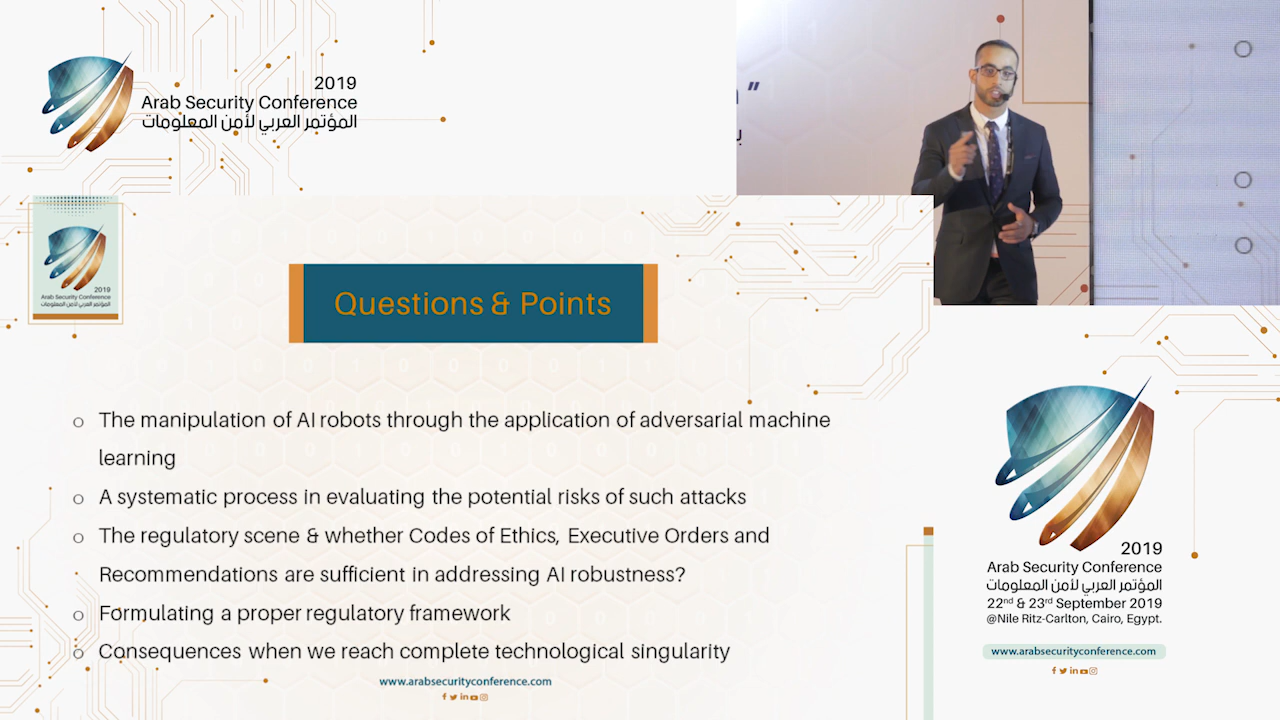 2019
Arab Security Conference
المؤتمر العربي لأمن المعلومات
"
ب
2019
Arab Security Conference
المؤتمر العربي لأمن المعلومات
Questions & Points
o The manipulation of AI robots through the application of adversarial machine
learning
o A systematic process in evaluating the potential risks of such attacks
o The regulatory scene & whether Codes of Ethics, Executive Orders and
Recommendations are sufficient in addressing AI robustness?
o Formulating a proper regulatory framework
o Consequences when we reach complete technological singularity
www.arabsecurityconference.com
2019
Arab Security Conference
المؤتمر العربي لأمن المعلومات
22nd & 23rd September 2019
@Nile Ritz-Carlton, Cairo, Egypt.
www.arabsecurityconference.com